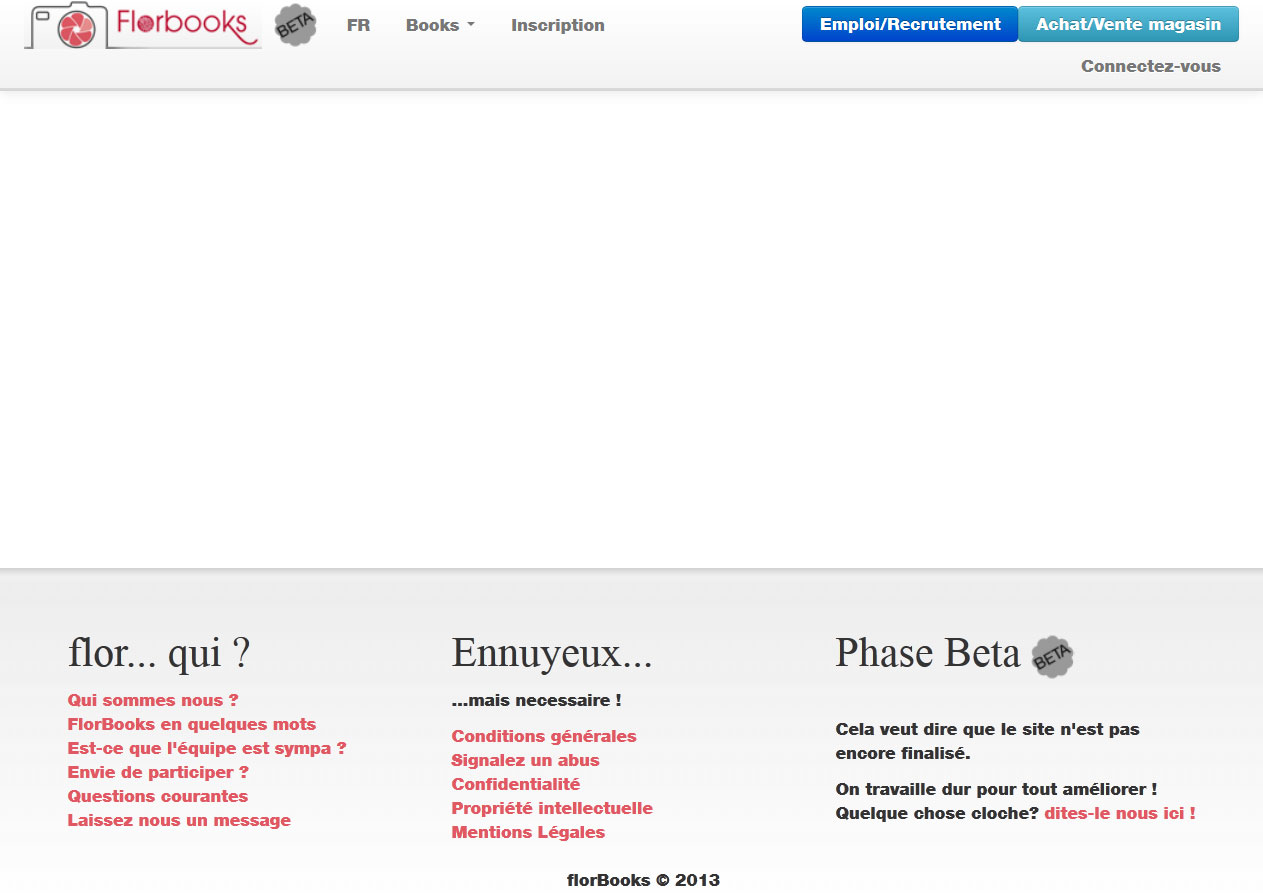 Florbooks BETA FR Books Inscription Emploi/Recrutement Achat/Vente magasin
Connectez-vous
flor... qui ?
Qui sommes nous ?
FlorBooks en quelques mots
Est-ce que l'équipe est sympa ?
Envie de participer ?
Questions courantes
Laissez nous un message
Ennuyeux...
...mais necessaire !
Conditions générales
Signalez un abus
Confidentialité
Propriété intellectuelle
Mentions Légales
Phase Beta BETA
Cela veut dire que le site n'est pas
encore finalisé.
On travaille dur pour tout améliorer !
Quelque chose cloche? dites-le nous ici !
florBooks © 2013